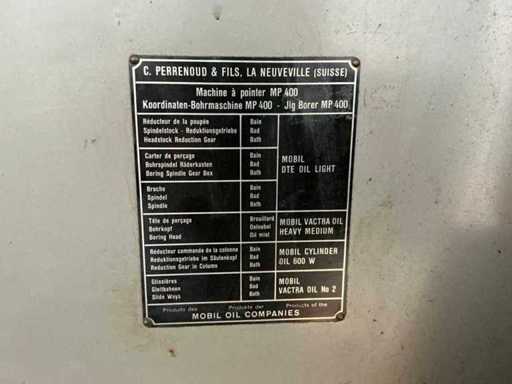 C. PERRENOUD & FILS, LA NEUVEVILLE (SUISSE)
Machine à pointer MP 400
Koordinaten-Bohrmaschine MP 400 - Jig Borer MP 400
Réducteur de la poupée Bain
Spindelstock - Reduktionsgetriebe Bad
Headstock Reduction Gear Bath
Carter de perçage Bain
Bohrspindel Räderkasten Bad
Boring Spindle Gear Box Bath
MOBIL
DTE OIL LIGHT
Broche Bain
Spindel Bad
Spindle Bath
Tête de perçage Brouillard
Bohrkopf Oelnebel
Boring Head Oil mist
MOBIL VACTRA OIL
HEAVY MEDIUM
Réducteur commande de la colonne Bain
Reduktionsgetriebe im Säulenkopf Bad
Reduction Gear in Column Bath
MOBIL CYLINDER
OIL 600 W
Glissières Bain
Gleitbahnen Bad
Slide Ways Bath
MOBIL
VACTRA OIL No 2
Produits des Produkte der Products of the
MOBIL OIL COMPANIES